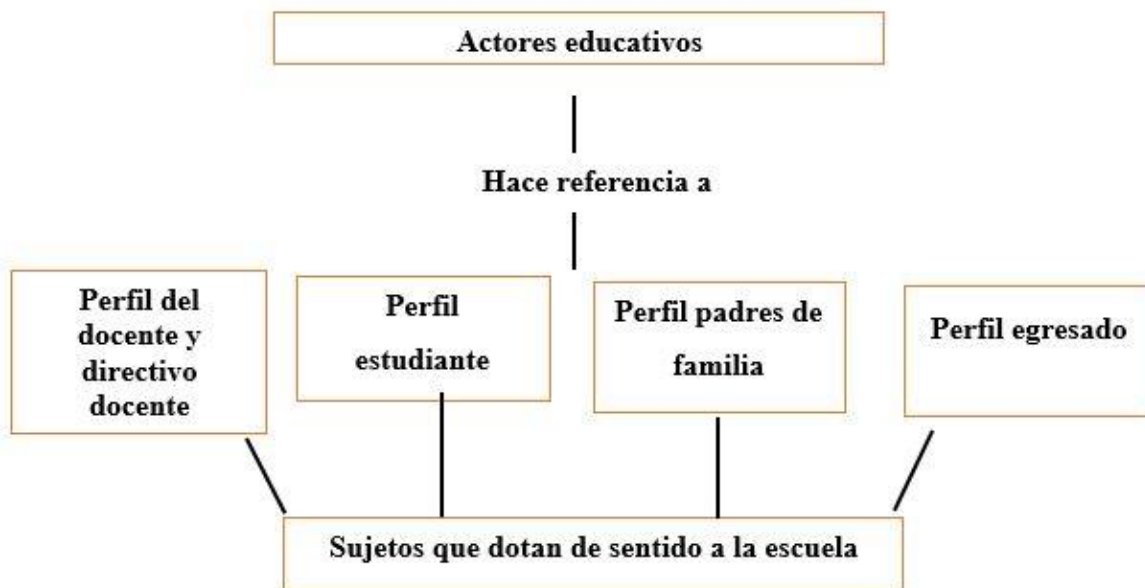 Actores educativos
Hace referencia a
Perfil del
docente y
directivo
docente
Perfil
estudiante
Perfil padres de
familia
Perfil egresado
Sujetos que dotan de sentido a la escuela